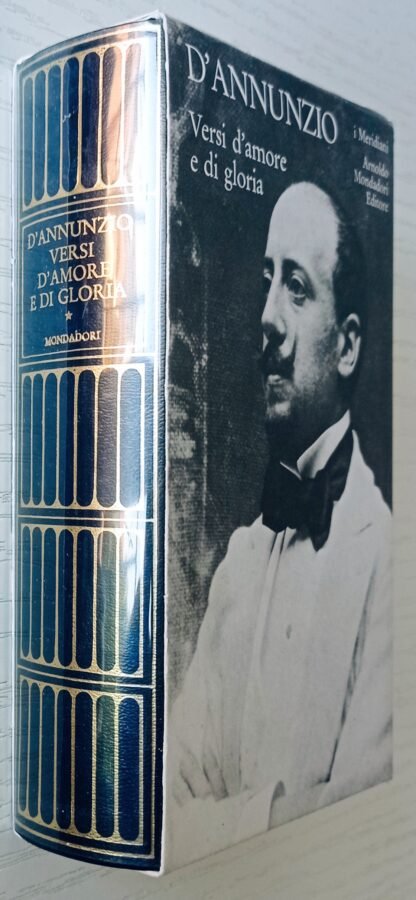 D'ANNUNZIO
VERSI
D'AMORE
E DI GLORIA
*
MONDADORI
D'ANNUNZIO
Versi d'amore
e di gloria
i Meridiani
Arnoldo
Mondadori
Editore